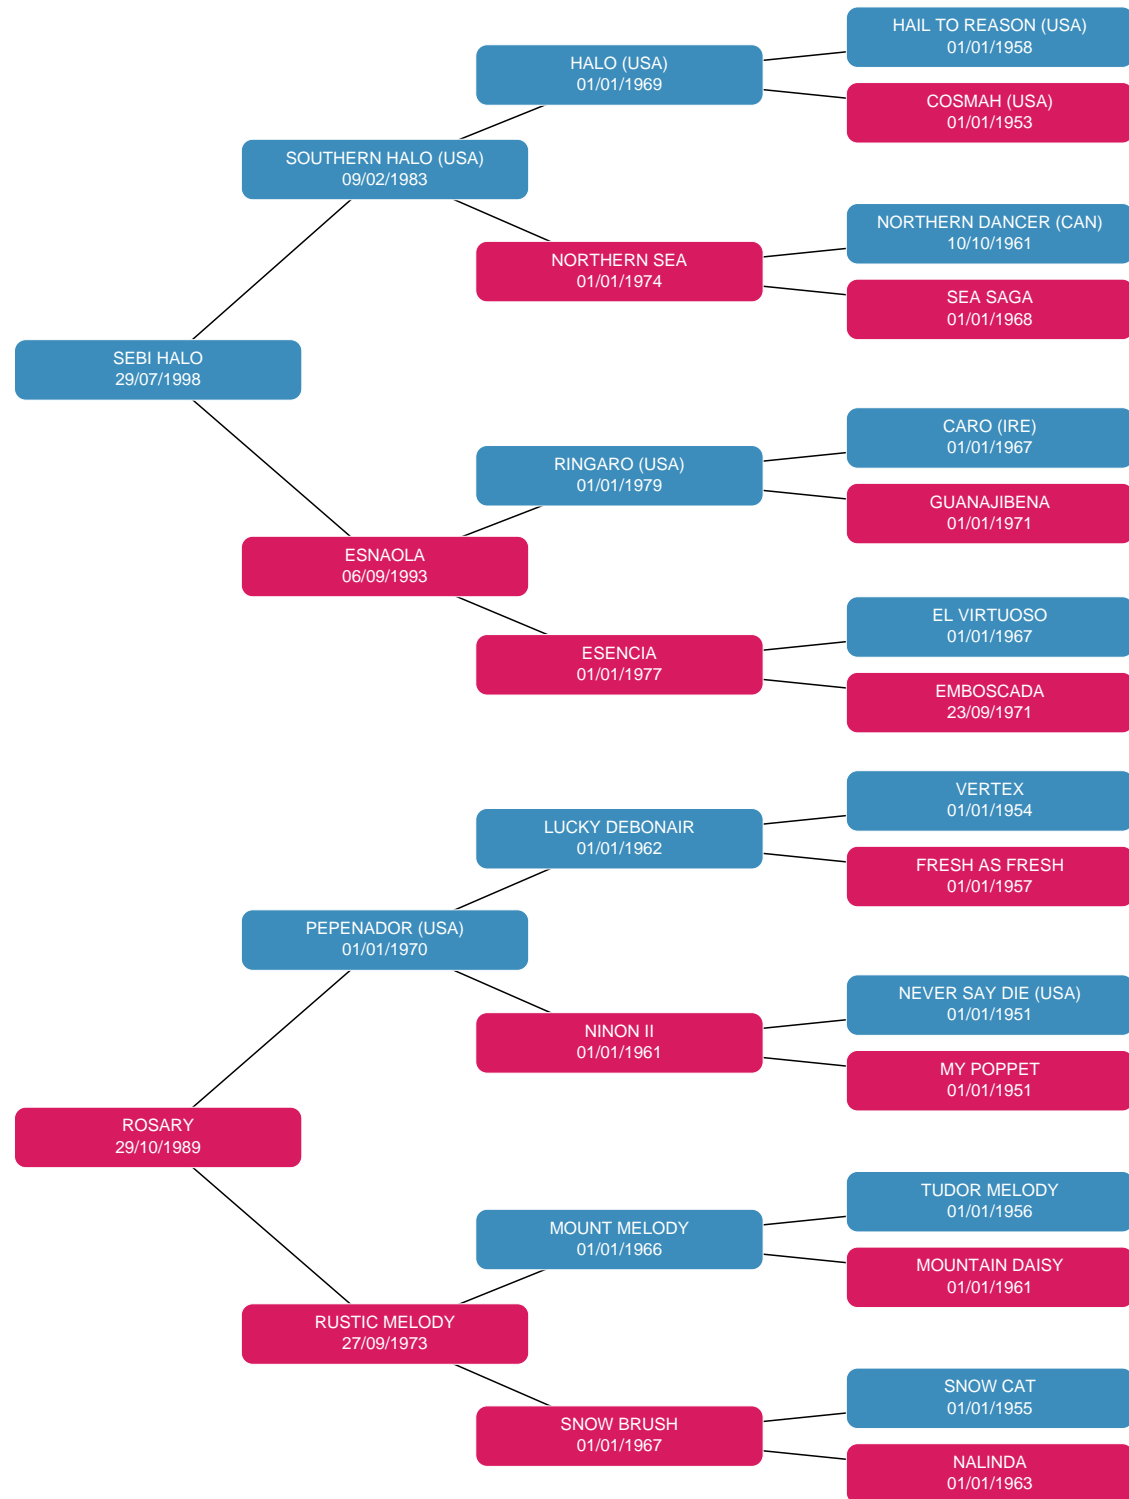 HAIL TO REASON (USA)
01/01/1958
HALO (USA)
01/01/1969
COSMAH (USA)
01/01/1953
SOUTHERN HALO (USA)
09/02/1983
NORTHERN DANCER (CAN)
10/10/1961
NORTHERN SEA
01/01/1974
SEA SAGA
01/01/1968
SEBI HALO
29/07/1998
CARO (IRE)
01/01/1967
RINGARO (USA)
01/01/1979
GUANAJIBENA
01/01/1971
ESNAOLA
06/09/1993
EL VIRTUOSO
01/01/1967
ESENCIA
01/01/1977
EMBOSCADA
23/09/1971
VERTEX
01/01/1954
LUCKY DEBONAIR
01/01/1962
FRESH AS FRESH
01/01/1957
PEPENADOR (USA)
01/01/1970
NEVER SAY DIE (USA)
01/01/1951
NINON II
01/01/1961
MY POPPET
01/01/1951
ROSARY
29/10/1989
TUDOR MELODY
01/01/1956
MOUNT MELODY
01/01/1966
MOUNTAIN DAISY
01/01/1961
RUSTIC MELODY
27/09/1973
SNOW CAT
01/01/1955
SNOW BRUSH
01/01/1967
NALINDA
01/01/1963